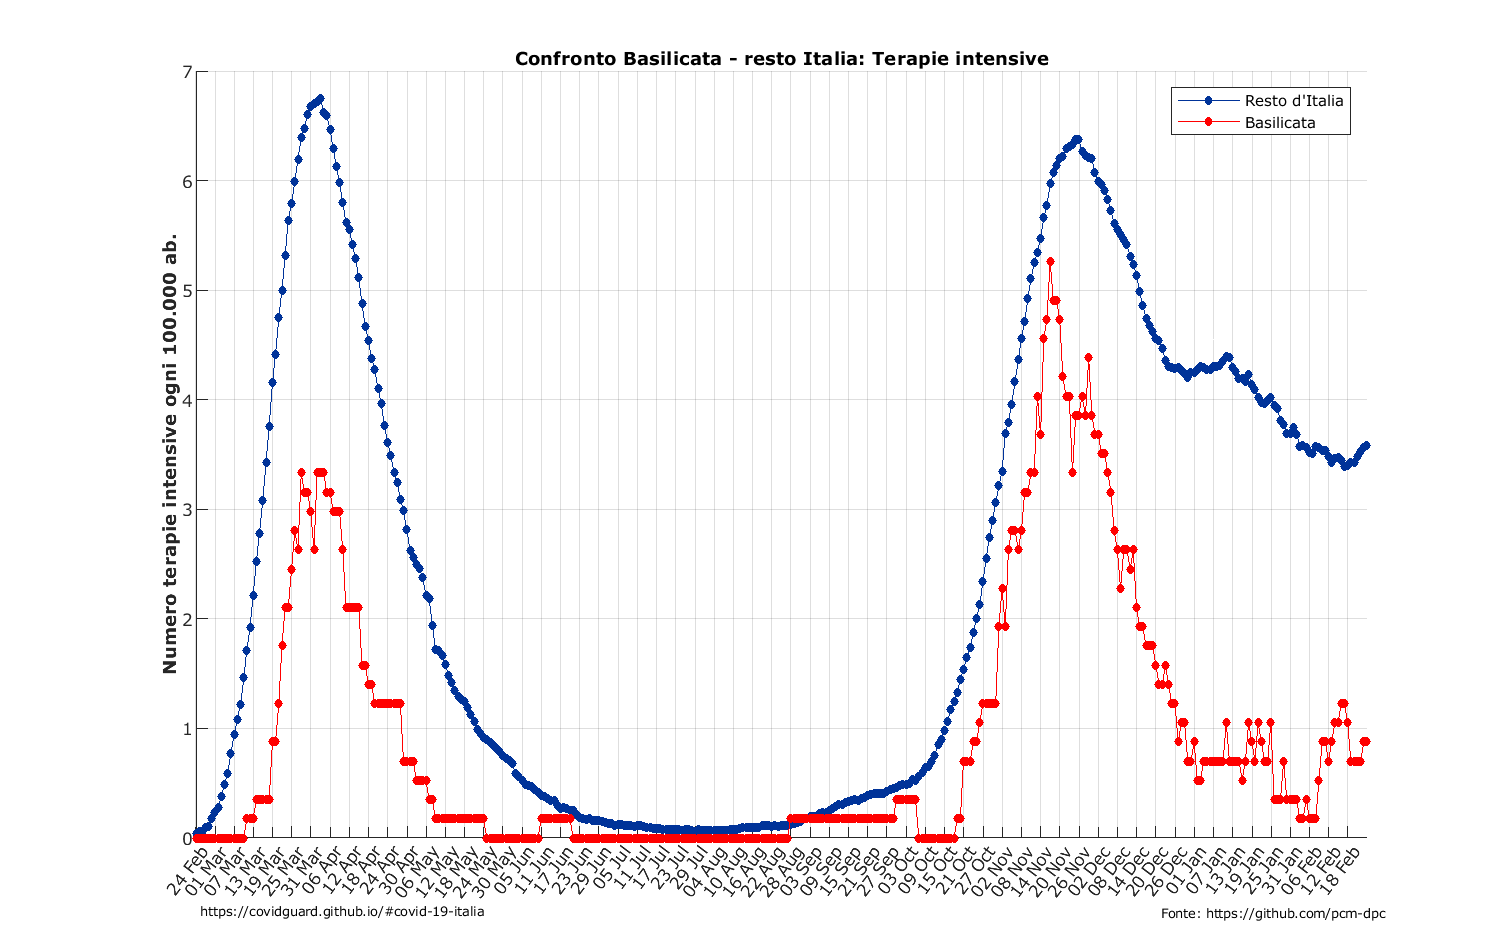 Confronto Basilicata - resto Italia: Terapie intensive
Resto d'Italia
Basilicata
Numero terapie intensive ogni 100.000 ab.
7
6
5
4
3
2
1
0
24 Feb
01 Mar
07 Mar
13 Mar
19 Mar
25 Mar
31 Mar
06 Apr
12 Apr
18 Apr
24 Apr
30 Apr
06 May
12 May
18 May
24 May
30 May
05 Jun
11 Jun
17 Jun
23 Jun
29 Jun
05 Jul
11 Jul
17 Jul
23 Jul
29 Jul
04 Aug
10 Aug
16 Aug
22 Aug
28 Aug
03 Sep
09 Sep
15 Sep
21 Sep
27 Sep
03 Oct
09 Oct
15 Oct
21 Oct
27 Oct
02 Nov
08 Nov
14 Nov
20 Nov
26 Nov
02 Dec
08 Dec
14 Dec
20 Dec
26 Dec
01 Jan
07 Jan
13 Jan
19 Jan
25 Jan
31 Jan
06 Feb
12 Feb
18 Feb
https://covidguard.github.io/#covid-19-italia
Fonte: https://github.com/pcm-dpc